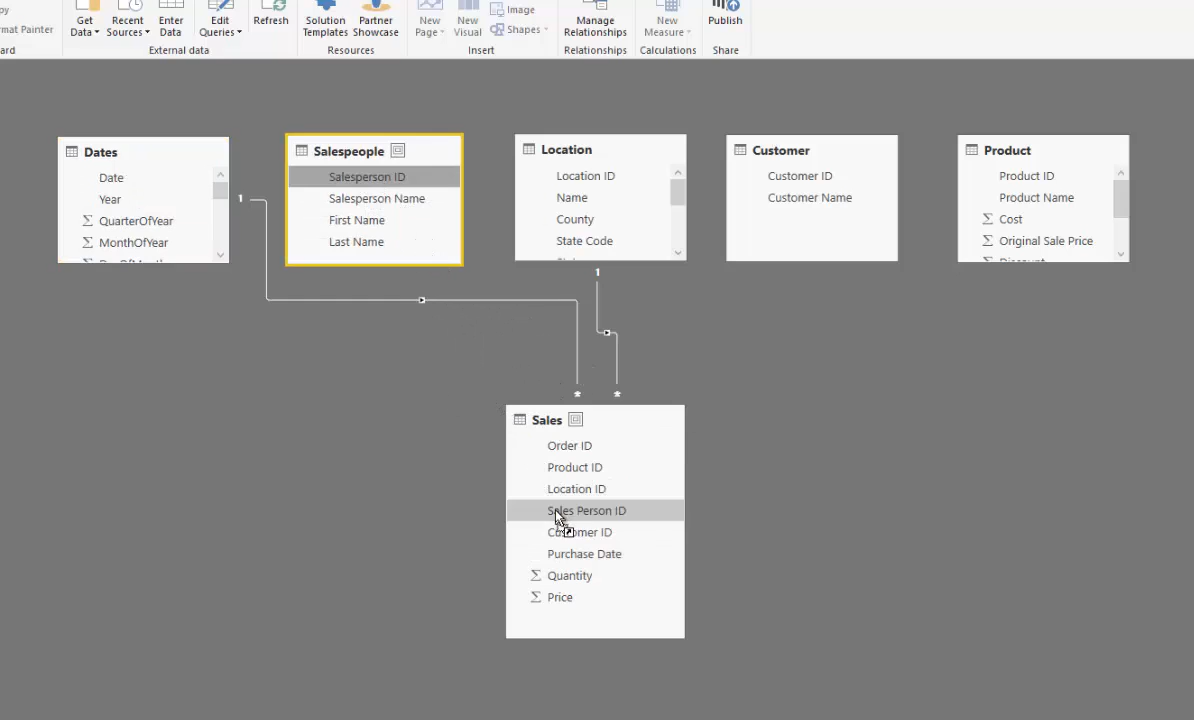 py
rmat Painter
ard
Get Data
Recent Sources
Enter Data
Edit Queries
Refresh
External data
Solution Templates
Partner Showcase
Resources
New Page
New Visual
Image
Shapes
Insert
Manage Relationships
Relationships
New Measure
Calculations
Publish
Share
Dates
Date
Year
QuarterOfYear
MonthOfYear
1
Salespeople
Salesperson ID
Salesperson Name
First Name
Last Name
Location
Location ID
Name
County
State Code
1
Customer
Customer ID
Customer Name
Product
Product ID
Product Name
Cost
Original Sale Price
Discount
* *
Sales
Order ID
Product ID
Location ID
Sales Person ID
Customer ID
Purchase Date
Quantity
Price